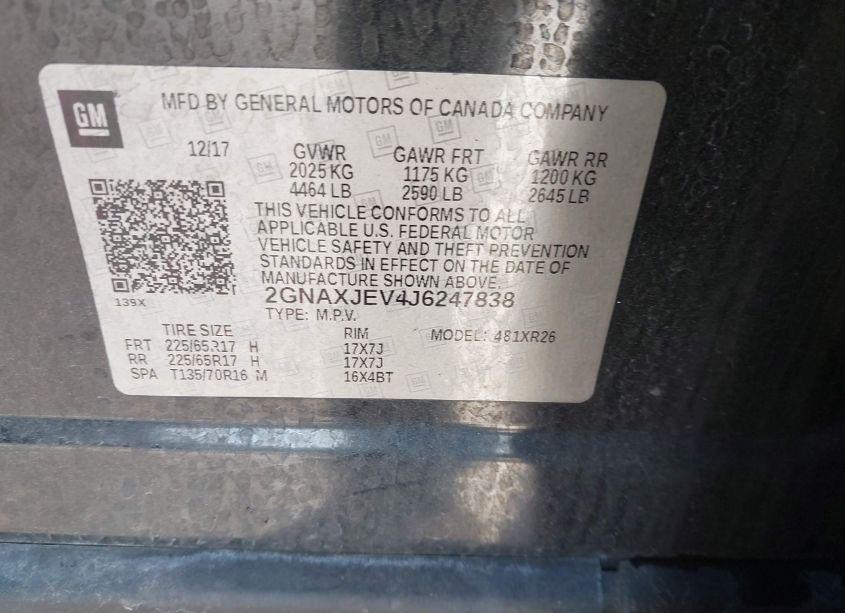 GM
MFD BY GENERAL MOTORS OF CANADA COMPANY
12/17 GVWR GAWR FRT GAWR RR
2025 KG 1175 KG 1200 KG
4464 LB 2590 LB 2645 LB
THIS VEHICLE CONFORMS TO ALL
APPLICABLE U.S. FEDERAL MOTOR
VEHICLE SAFETY AND THEFT PREVENTION
STANDARDS IN EFFECT ON THE DATE OF
MANUFACTURE SHOWN ABOVE.
2GNAXJEV4J6247838
139X
TYPE: M.P.V.
TIRE SIZE RIM MODEL: 481XR26
FRT 225/65R17 H 17X7J
RR 225/65R17 H 17X7J
SPA T135/70R16 M 16X4BT